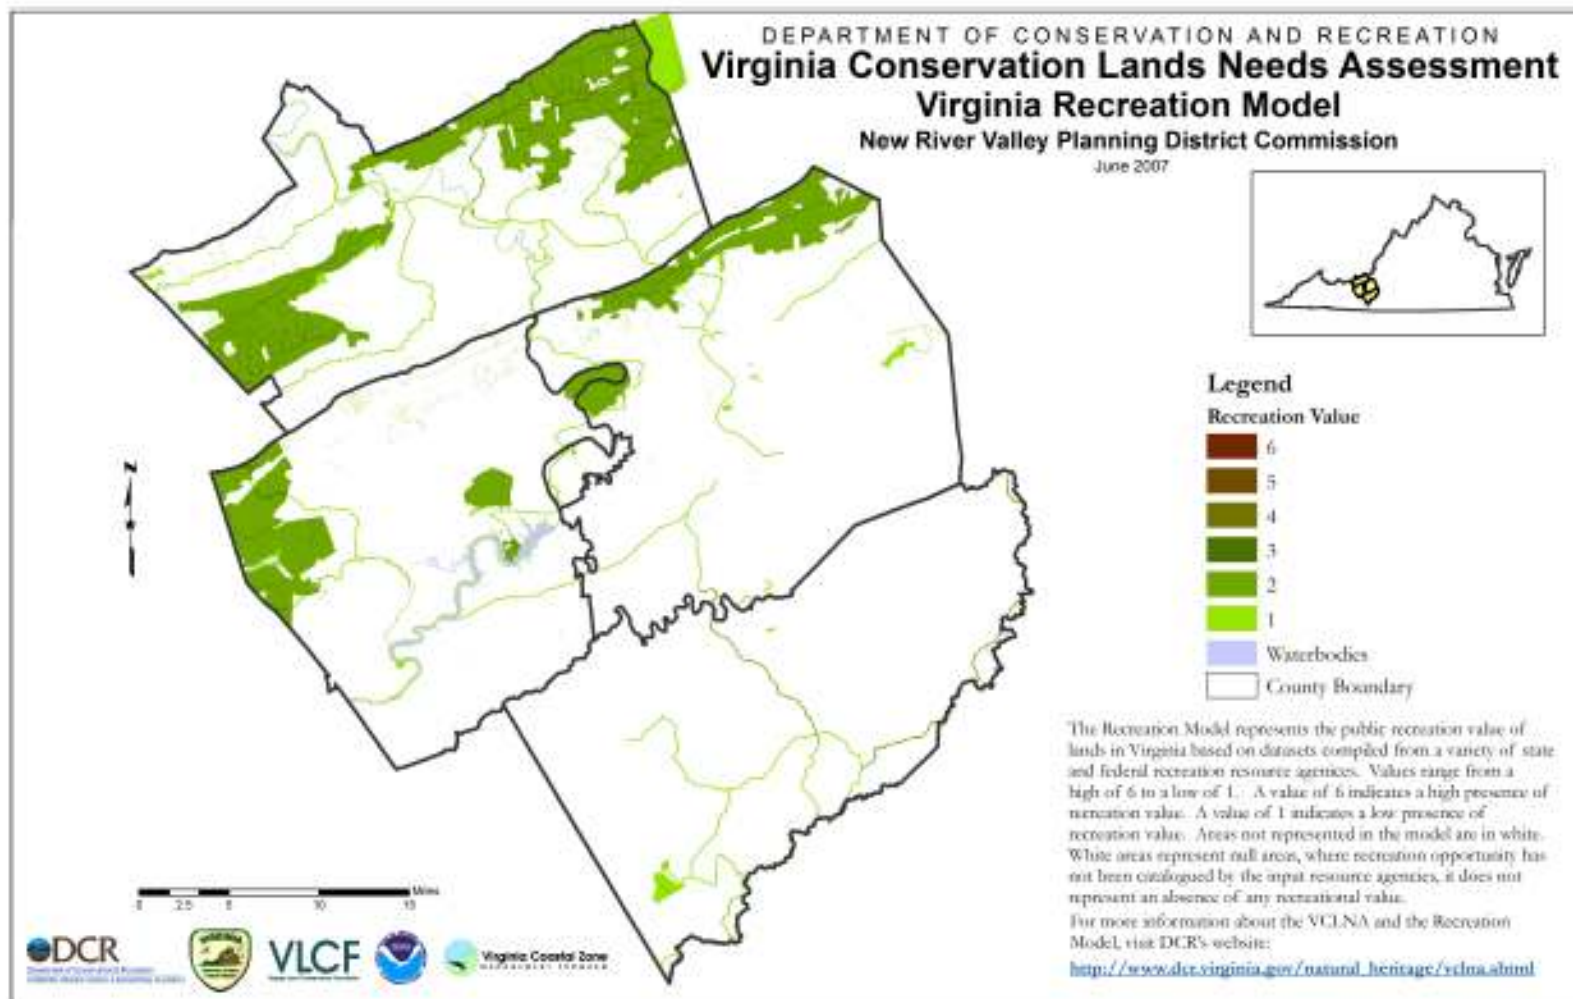 DEPARTMENT OF CONSERVATION AND RECREATION
Virginia Conservation Lands Needs Assessment
Virginia Recreation Model
New River Valley Planning District Commission
June 2007
Legend
Recreation Value
6
5
4
3
2
1
Waterbodies
County Boundary
N
The Recreation Model represents the public recreation value of
lands in Virginia based on datasets compiled from a variety of state
and federal recreation resource agencices. Values range from a
high of 6 to a low of 1. A value of 6 indicates a high presence of
recreation value. A value of 1 indicates a low presence of
recreation value. Areas not represented in the model are in white.
White areas represent null areas, where recreation opportunity has
not been catalogued by the input resource agencies, it does not
represent an absence of any recreational value.
For more information about the VCLNA and the Recreation
Model, visit DCR's website:
http://www.dcr.virginia.gov/natural_heritage/vclna.shtml
Miles
0 2.5 5 10 15
DCR
VIRGINIA
VLCF
Virginia Coastal Zone